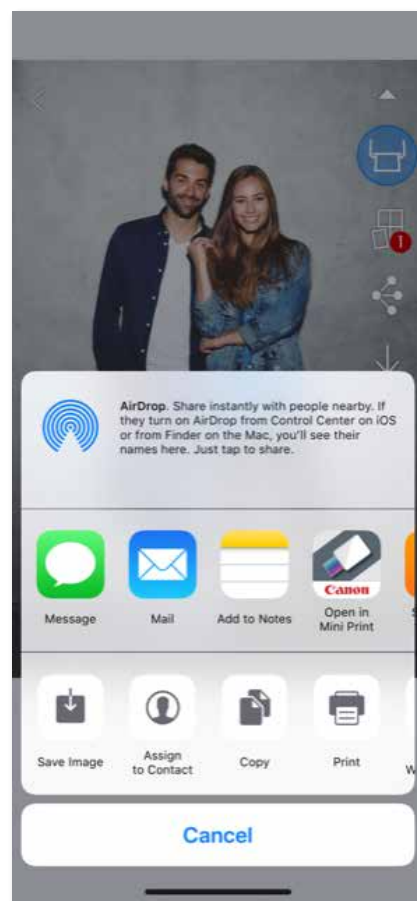 1
AirDrop. Share instantly with people nearby. If
they turn on AirDrop from Control Center on iOS
or from Finder on the Mac, you'll see their
names here. Just tap to share.
Message
Mail
Add to Notes
Canon
Open in
Mini Print
Save Image
Assign
to Contact
Copy
Print
Cancel